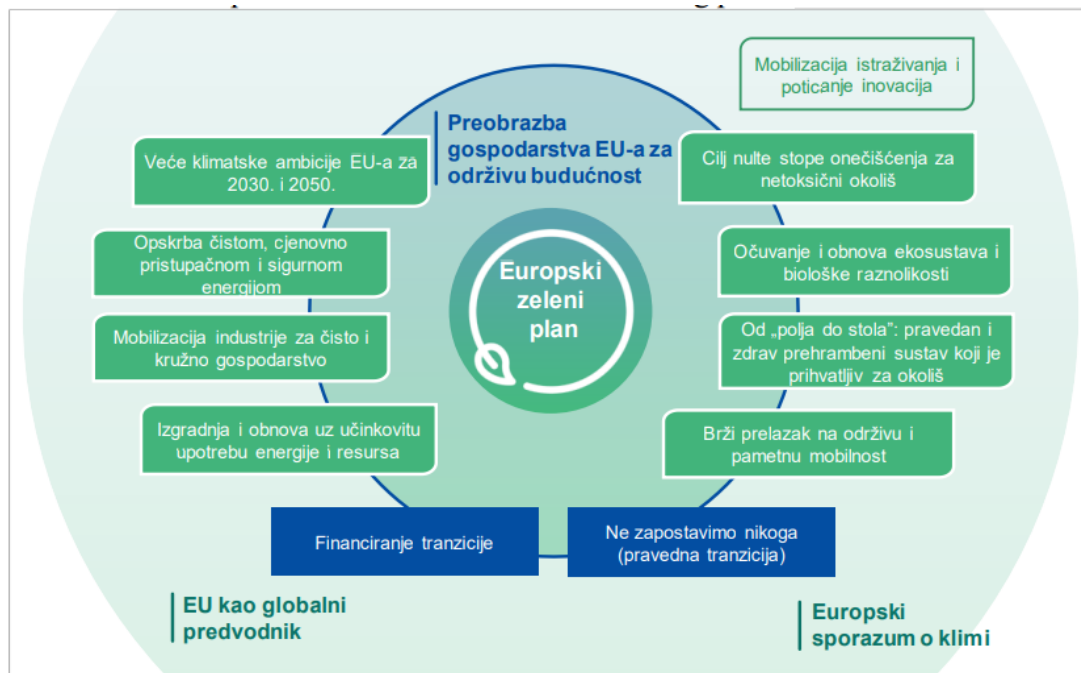 Mobilizacija istraživanja i
poticanje inovacija
Preobrazba
gospodarstva EU-a za
održivu budućnost
Veće klimatske ambicije EU-a za
2030. i 2050.
Cilj nulte stope onečišćenja za
netoksični okoliš
Opskrba čistom, cjenovno
pristupačnom i sigurnom
energijom
Očuvanje i obnova ekosustava i
biološke raznolikosti
Europski
zeleni
plan
Mobilizacija industrije za čisto i
kružno gospodarstvo
Od „polja do stola”: pravedan i
zdrav prehrambeni sustav koji je
prihvatljiv za okoliš
Izgradnja i obnova uz učinkovitu
upotrebu energije i resursa
Brži prelazak na održivu i
pametnu mobilnost
Financiranje tranzicije
Ne zapostavimo nikoga
(pravedna tranzicija)
EU kao globalni
predvodnik
Europski
sporazum o klimi